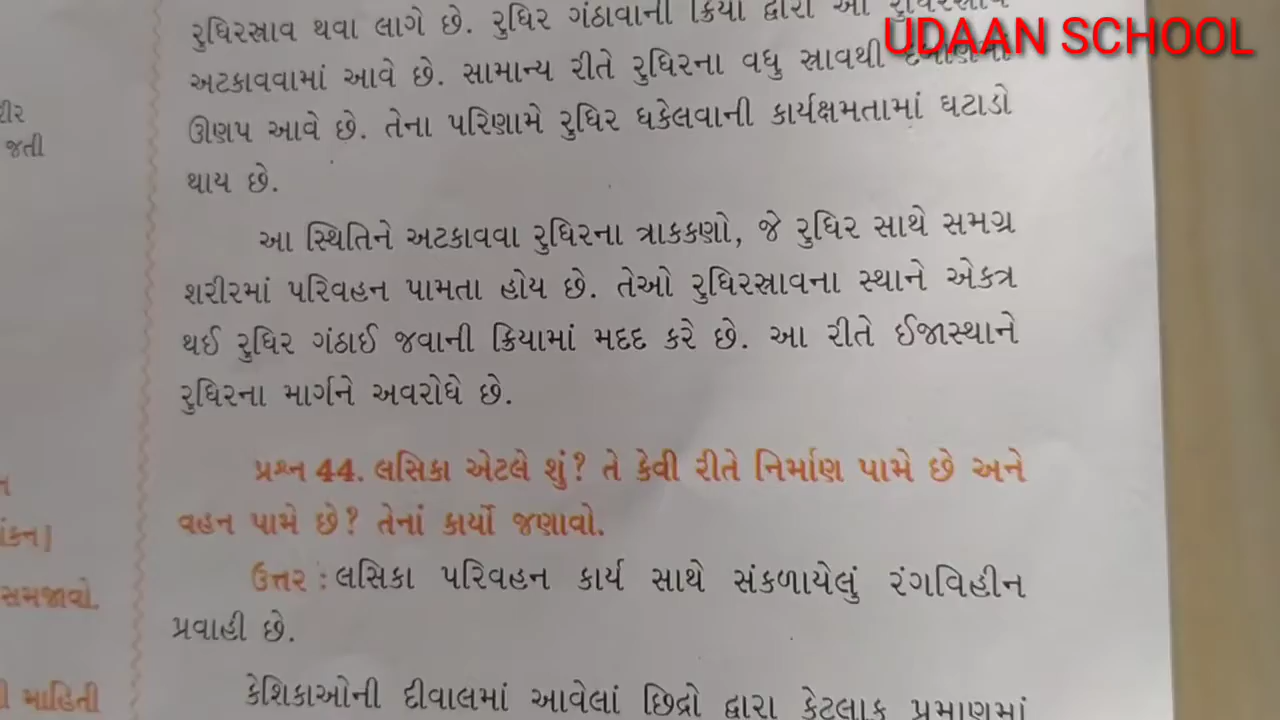 UDAAN SCHOOL
રુધિરસ્રાવ થવા લાગે છે. રુધિર ગંઠાવાની ક્રિયા દ્વારા આ રુધિરસ્રાવ
અટકાવવામાં આવે છે. સામાન્ય રીતે રુધિરના વધુ સ્રાવથી
ઊણપ આવે છે. તેના પરિણામે રુધિર ધકેલવાની કાર્યક્ષમતામાં ઘટાડો
થાય છે.
આ સ્થિતિને અટકાવવા રુધિરના ત્રાકકણો, જે રુધિર સાથે સમગ્ર
શરીરમાં પરિવહન પામતા હોય છે. તેઓ રુધિરસ્રાવના સ્થાને એકત્ર
થઈ રુધિર ગંઠાઈ જવાની ક્રિયામાં મદદ કરે છે. આ રીતે ઈજાસ્થાને
રુધિરના માર્ગને અવરોધે છે.
પ્રશ્ન 44. લસિકા એટલે શું? તે કેવી રીતે નિર્માણ પામે છે અને
વહન પામે છે? તેનાં કાર્યો જણાવો.
ઉત્તર : લસિકા પરિવહન કાર્ય સાથે સંકળાયેલું રંગવિહીન
પ્રવાહી છે.
કેશિકાઓની દીવાલમાં આવેલાં છિદ્રો દ્વારા કેટલાક પ્રમાણમાં
જતી
સમજાવો.
માહિતી